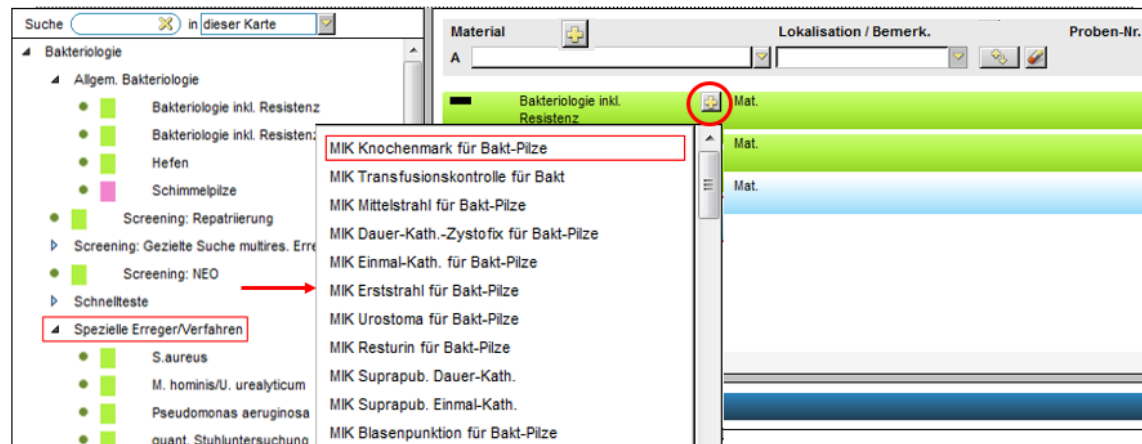 Suche in dieser Karte
Bakteriologie
Allgem. Bakteriologie
Bakteriologie inkl. Resistenz
Bakteriologie inkl. Resistenz
Hefen
Schimmelpilze
Screening: Repatriierung
Screening: Gezielte Suche multires. Erre
Screening: NEO
Schnellteste
Spezielle Erreger/Verfahren
S.aureus
M. hominis/U. urealyticum
Pseudomonas aeruginosa
quant. Stuhluntersuchung
Material Lokalisation / Bemerk. Proben-Nr.
A
Bakteriologie inkl. Mat.
Resistenz
Mat.
Mat.
MIK Knochenmark für Bakt-Pilze
MIK Transfusionskontrolle für Bakt
MIK Mittelstrahl für Bakt-Pilze
MIK Dauer-Kath.-Zystofix für Bakt-Pilze
MIK Einmal-Kath. für Bakt-Pilze
MIK Erststrahl für Bakt-Pilze
MIK Urostoma für Bakt-Pilze
MIK Resturin für Bakt-Pilze
MIK Suprapub. Dauer-Kath.
MIK Suprapub. Einmal-Kath.
MIK Blasenpunktion für Bakt-Pilze